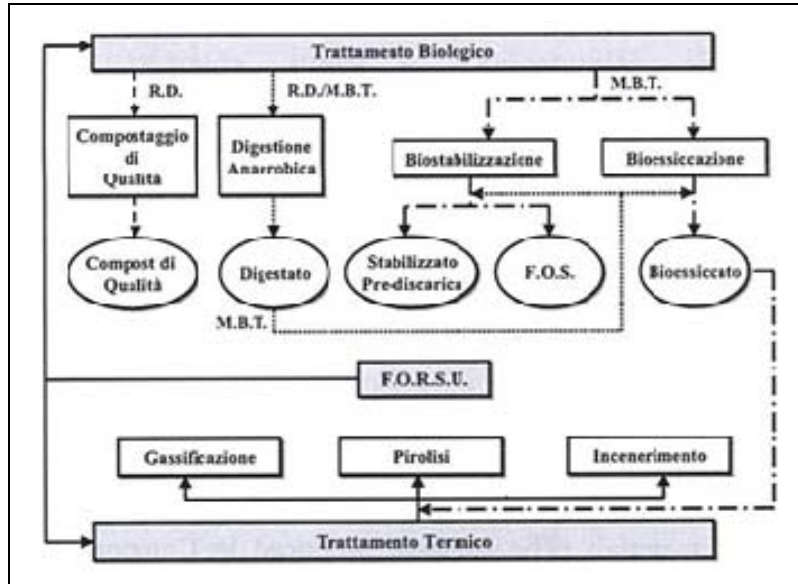 Trattamento Biologico
R.D.
R.D./M.B.T.
M.B.T.
Compostaggio
di
Qualità
Digestione
Anaerobica
Biostabilizzazione
Bioessiccazione
Compost di
Qualità
Digestato
Stabilizzato
Pre-discarica
F.O.S.
Bioessiccato
M.B.T.
F.O.R.S.U.
Gassificazione
Pirolisi
Incenerimento
Trattamento Termico